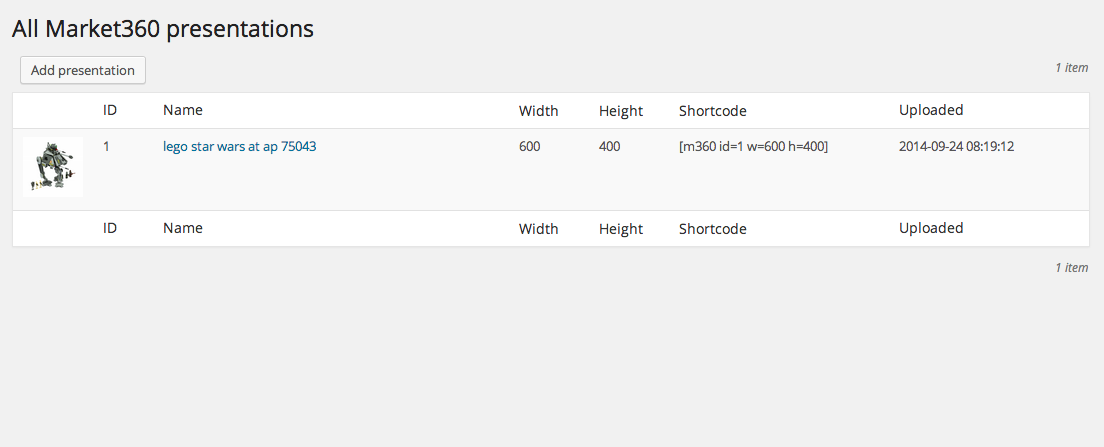 All Market360 presentations
Add presentation
1 item
ID Name Width Height Shortcode Uploaded
1 lego star wars at ap 75043 600 400 [m360 id=1 w=600 h=400] 2014-09-24 08:19:12
ID Name Width Height Shortcode Uploaded
1 item